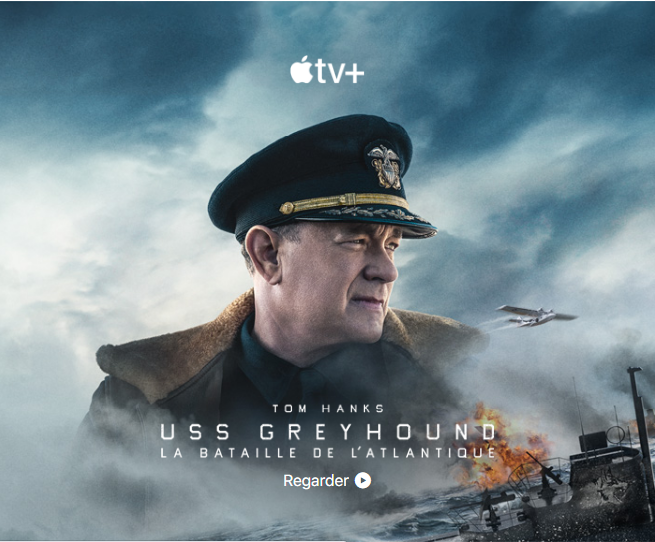 tv+
TOM HANKS
USS GREYHOUND
LA BATAILLE DE L'ATLANTIQUE
Regarder